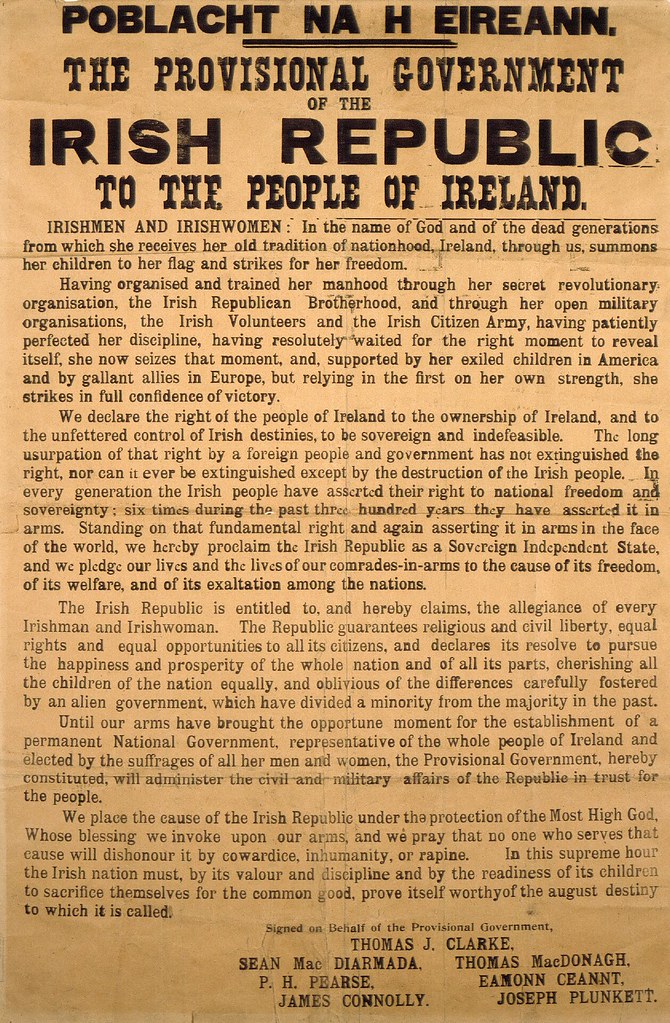 POBLACHT NA H EIREANN.
THE PROVISIONAL GOVERNMENT
OF THE
IRISH REPUBLIC
TO THE PEOPLE OF IRELAND.
IRISHMEN AND IRISHWOMEN: In the name of God and of the dead generations
from which she receives her old tradition of nationhood, Ireland, through us, summons
her children to her flag and strikes for her freedom.
Having organised and trained her manhood through her secret revolutionary
organisation, the Irish Republican Brotherhood, and through her open military
organisations, the Irish Volunteers and the Irish Citizen Army, having patiently
perfected her discipline, having resolutely waited for the right moment to reveal
itself, she now seizes that moment, and, supported by her exiled children in America
and by gallant allies in Europe, but relying in the first on her own strength, she
strikes in full confidence of victory.
We declare the right of the people of Ireland to the ownership of Ireland, and to
the unfettered control of Irish destinies, to be sovereign and indefeasible. The long
usurpation of that right by a foreign people and government has not extinguished the
right, nor can it ever be extinguished except by the destruction of the Irish people. In
every generation the Irish people have asserted their right to national freedom and
sovereignty; six times during the past three hundred years they have asserted it in
arms. Standing on that fundamental right and again asserting it in arms in the face
of the world, we hereby proclaim the Irish Republic as a Sovereign Independent State,
and we pledge our lives and the lives of our comrades-in-arms to the cause of its freedom,
of its welfare, and of its exaltation among the nations.
The Irish Republic is entitled to, and hereby claims, the allegiance of every
Irishman and Irishwoman. The Republic guarantees religious and civil liberty, equal
rights and equal opportunities to all its citizens, and declares its resolve to pursue
the happiness and prosperity of the whole nation and of all its parts, cherishing all
the children of the nation equally, and oblivious of the differences carefully fostered
by an alien government, which have divided a minority from the majority in the past.
Until our arms have brought the opportune moment for the establishment of a
permanent National Government, representative of the whole people of Ireland and
elected by the suffrages of all her men and women, the Provisional Government, hereby
constituted, will administer the civil and military affairs of the Republic in trust for
the people.
We place the cause of the Irish Republic under the protection of the Most High God,
Whose blessing we invoke upon our arms, and we pray that no one who serves that
cause will dishonour it by cowardice, inhumanity, or rapine. In this supreme hour
the Irish nation must, by its valour and discipline and by the readiness of its children
to sacrifice themselves for the common good, prove itself worthy of the august destiny
to which it is called.
Signed on Behalf of the Provisional Government,
THOMAS J. CLARKE,
SEAN Mac DIARMADA, THOMAS MacDONAGH,
P. H. PEARSE, EAMONN CEANNT,
JAMES CONNOLLY. JOSEPH PLUNKETT.